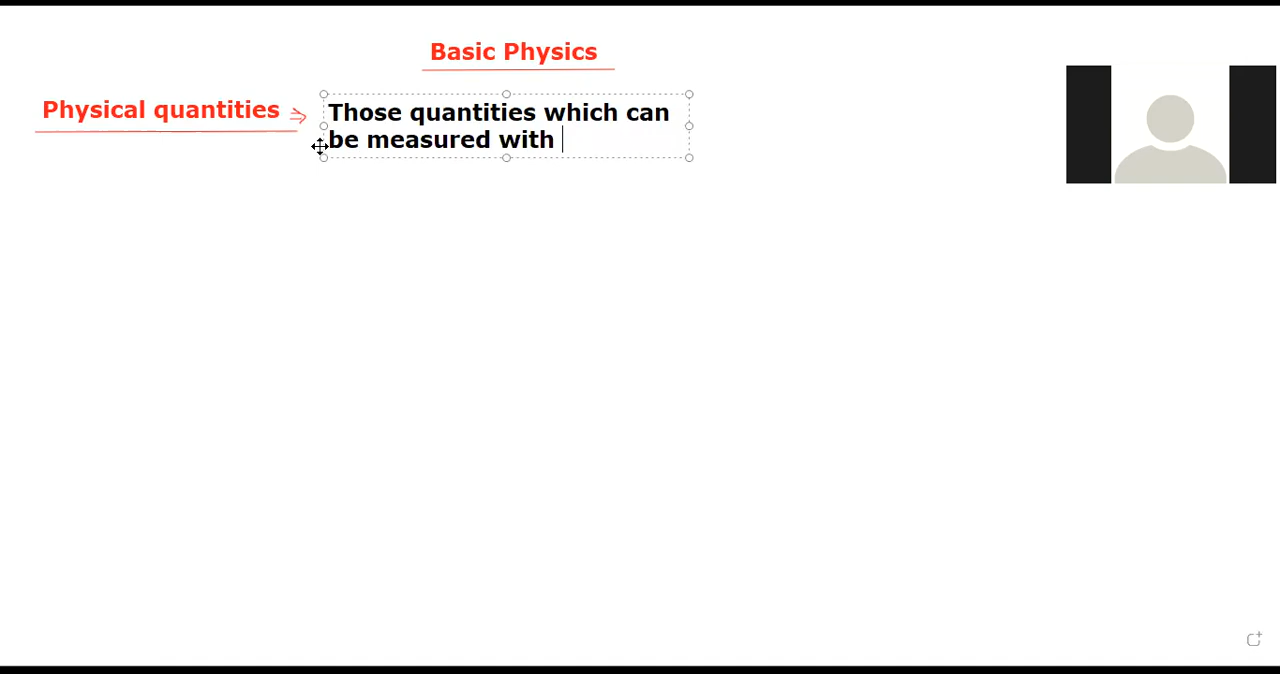 Basic Physics
Physical quantities
Those quantities which can
be measured with